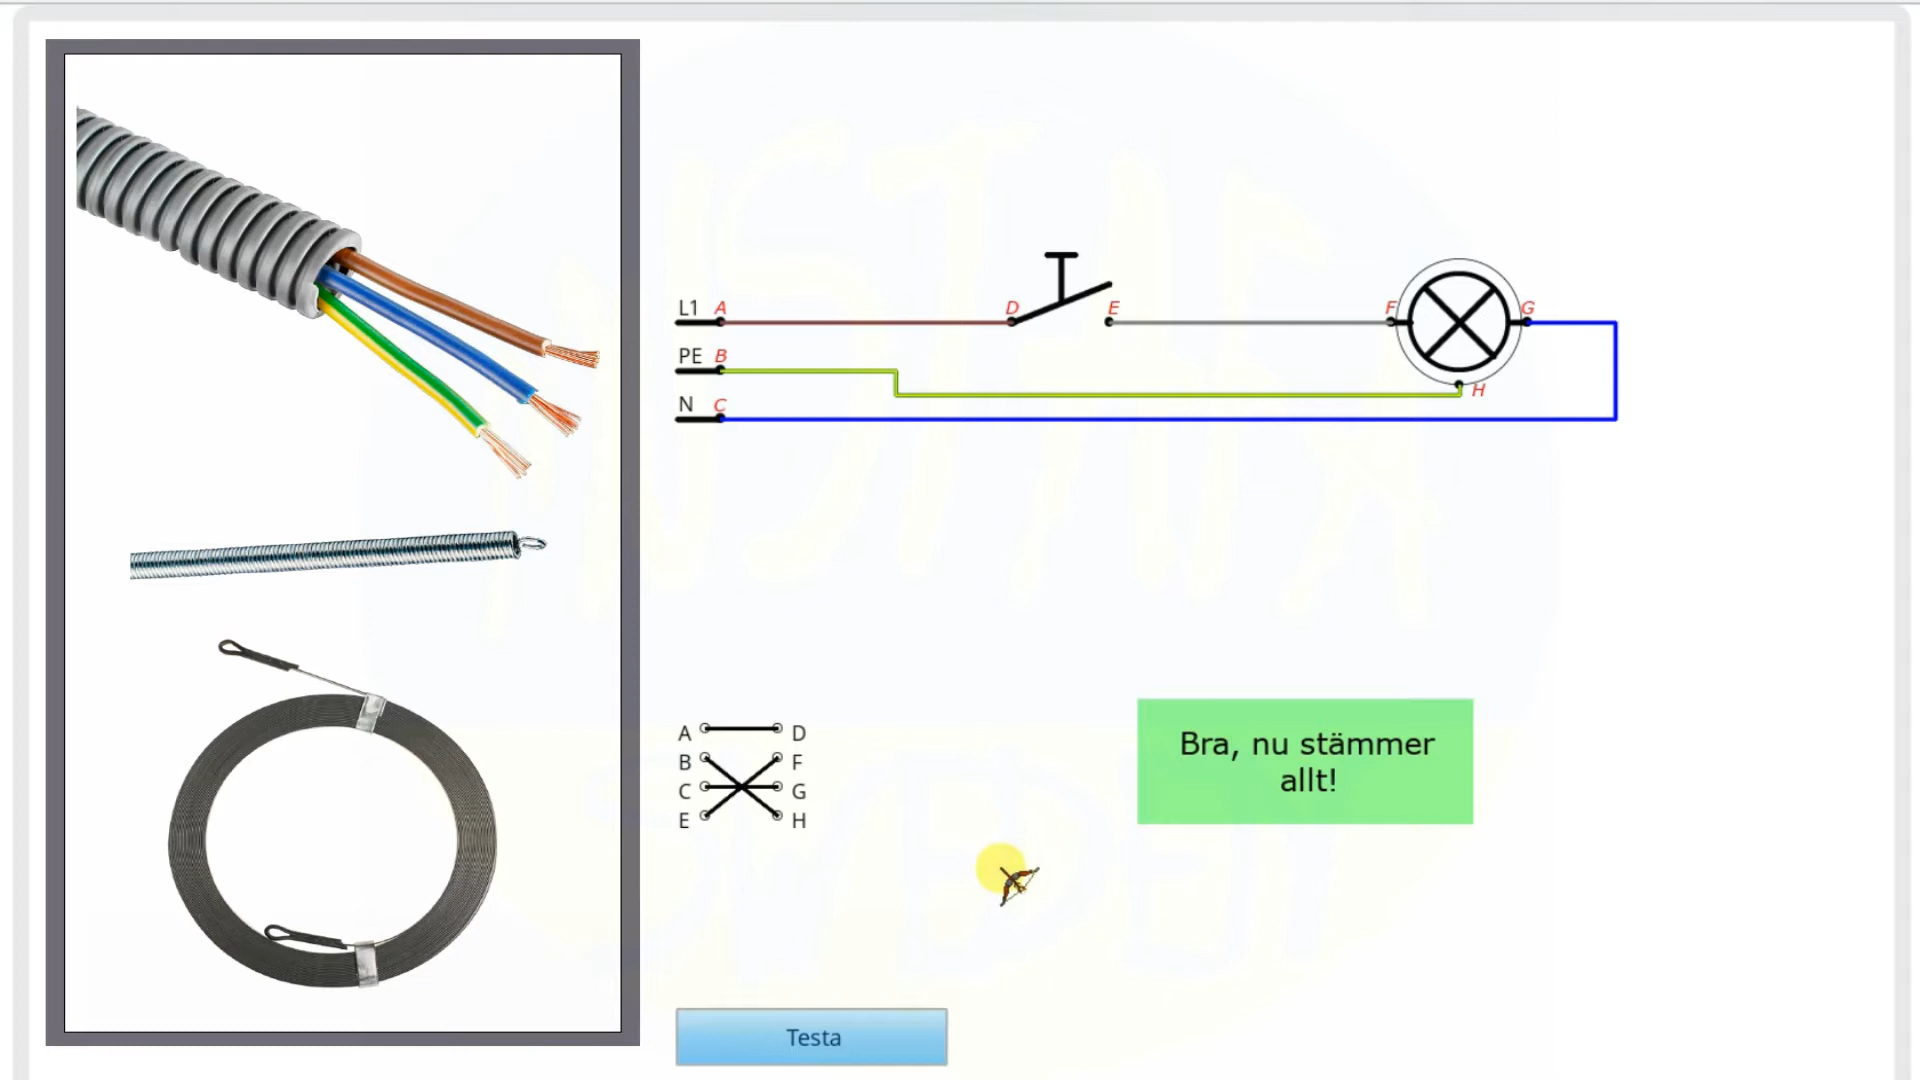 L1 A D E F G
PE B
H
N C
A D
B F
C G
E H
Bra, nu stämmer
allt!
Testa